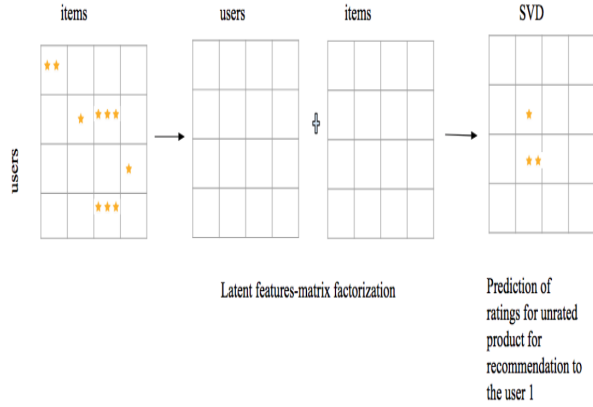 items
users
items
SVD
users
Latent features-matrix factorization
Prediction of
ratings for unrated
product for
recommendation to
the user 1